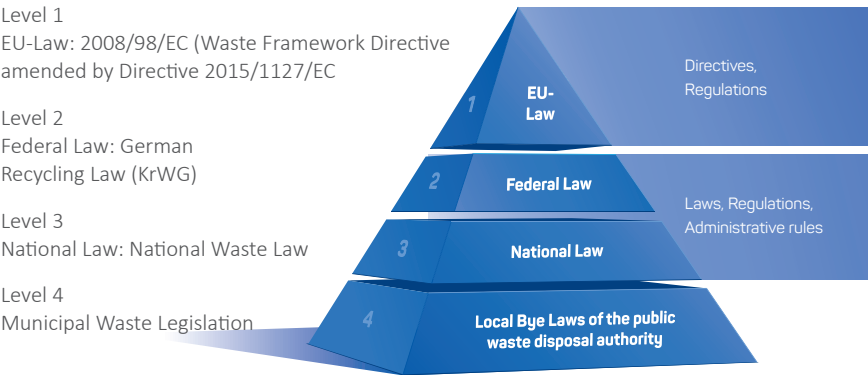 Level 1
EU-Law: 2008/98/EC (Waste Framework Directive
amended by Directive 2015/1127/EC
Level 2
Federal Law: German
Recycling Law (KrWG)
Level 3
National Law: National Waste Law
Level 4
Municipal Waste Legislation
1
EU-
Law
2
Federal Law
3
National Law
4
Local Bye Laws of the public
waste disposal authority
Directives,
Regulations
Laws, Regulations,
Administrative rules